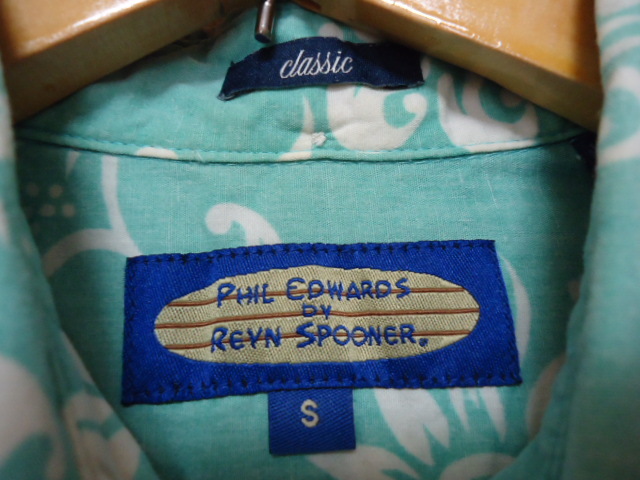 classic
PHIL EDWARDS
BY
REYN SPOONER.
S